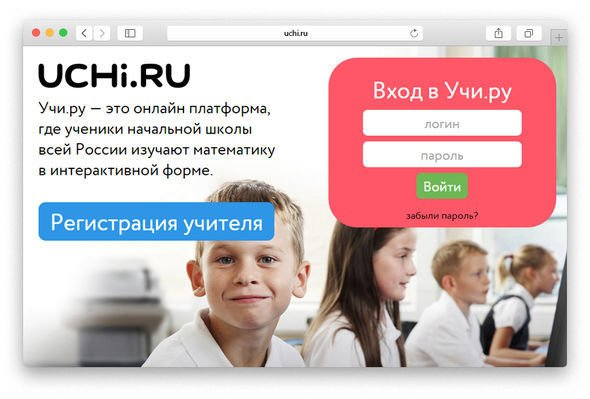 uchi.ru
UCHi.RU
Учи.ру — это онлайн платформа,
где ученики начальной школы
всей России изучают математику
в интерактивной форме.
Регистрация учителя
Вход в Учи.ру
логин
пароль
Войти
забыли пароль?